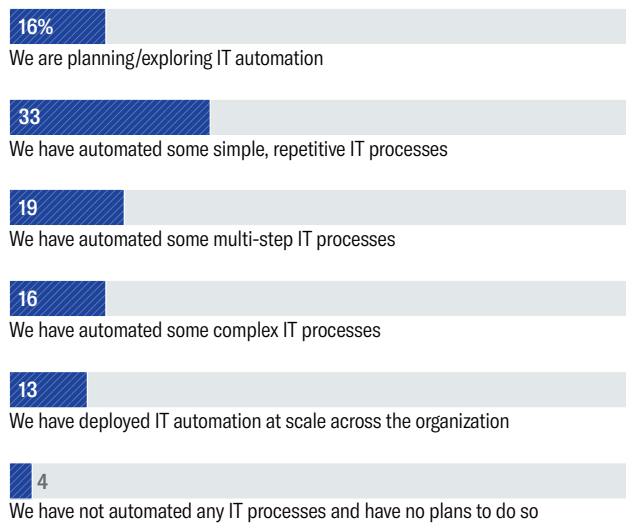 16%
We are planning/exploring IT automation
33
We have automated some simple, repetitive IT processes
19
We have automated some multi-step IT processes
16
We have automated some complex IT processes
13
We have deployed IT automation at scale across the organization
4
We have not automated any IT processes and have no plans to do so